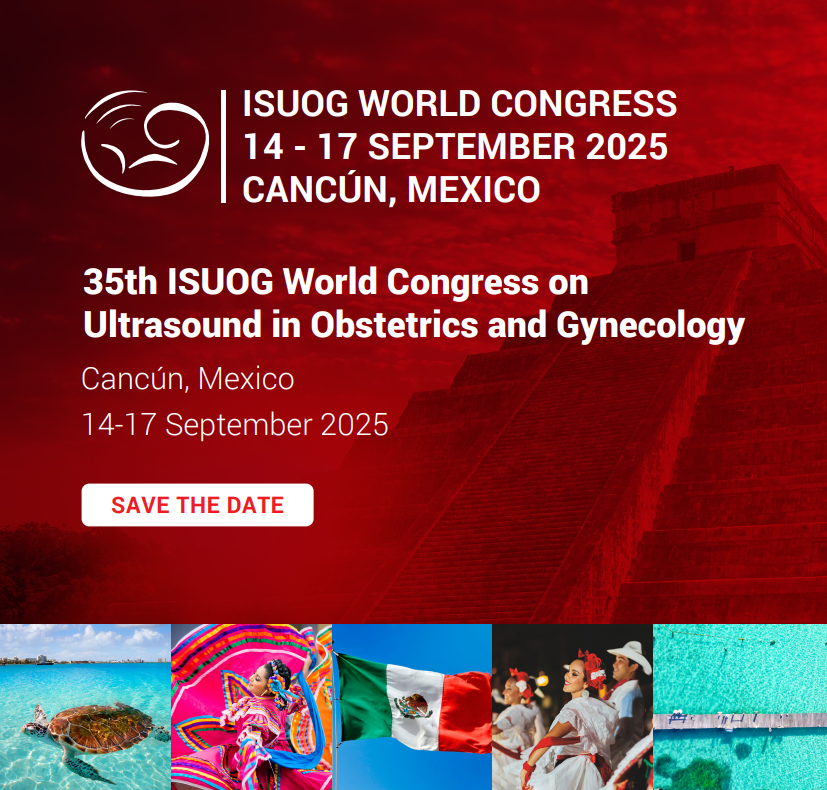 ISUOG WORLD CONGRESS
14 - 17 SEPTEMBER 2025
CANCÚN, MEXICO
35th ISUOG World Congress on
Ultrasound in Obstetrics and Gynecology
Cancún, Mexico
14-17 September 2025
SAVE THE DATE